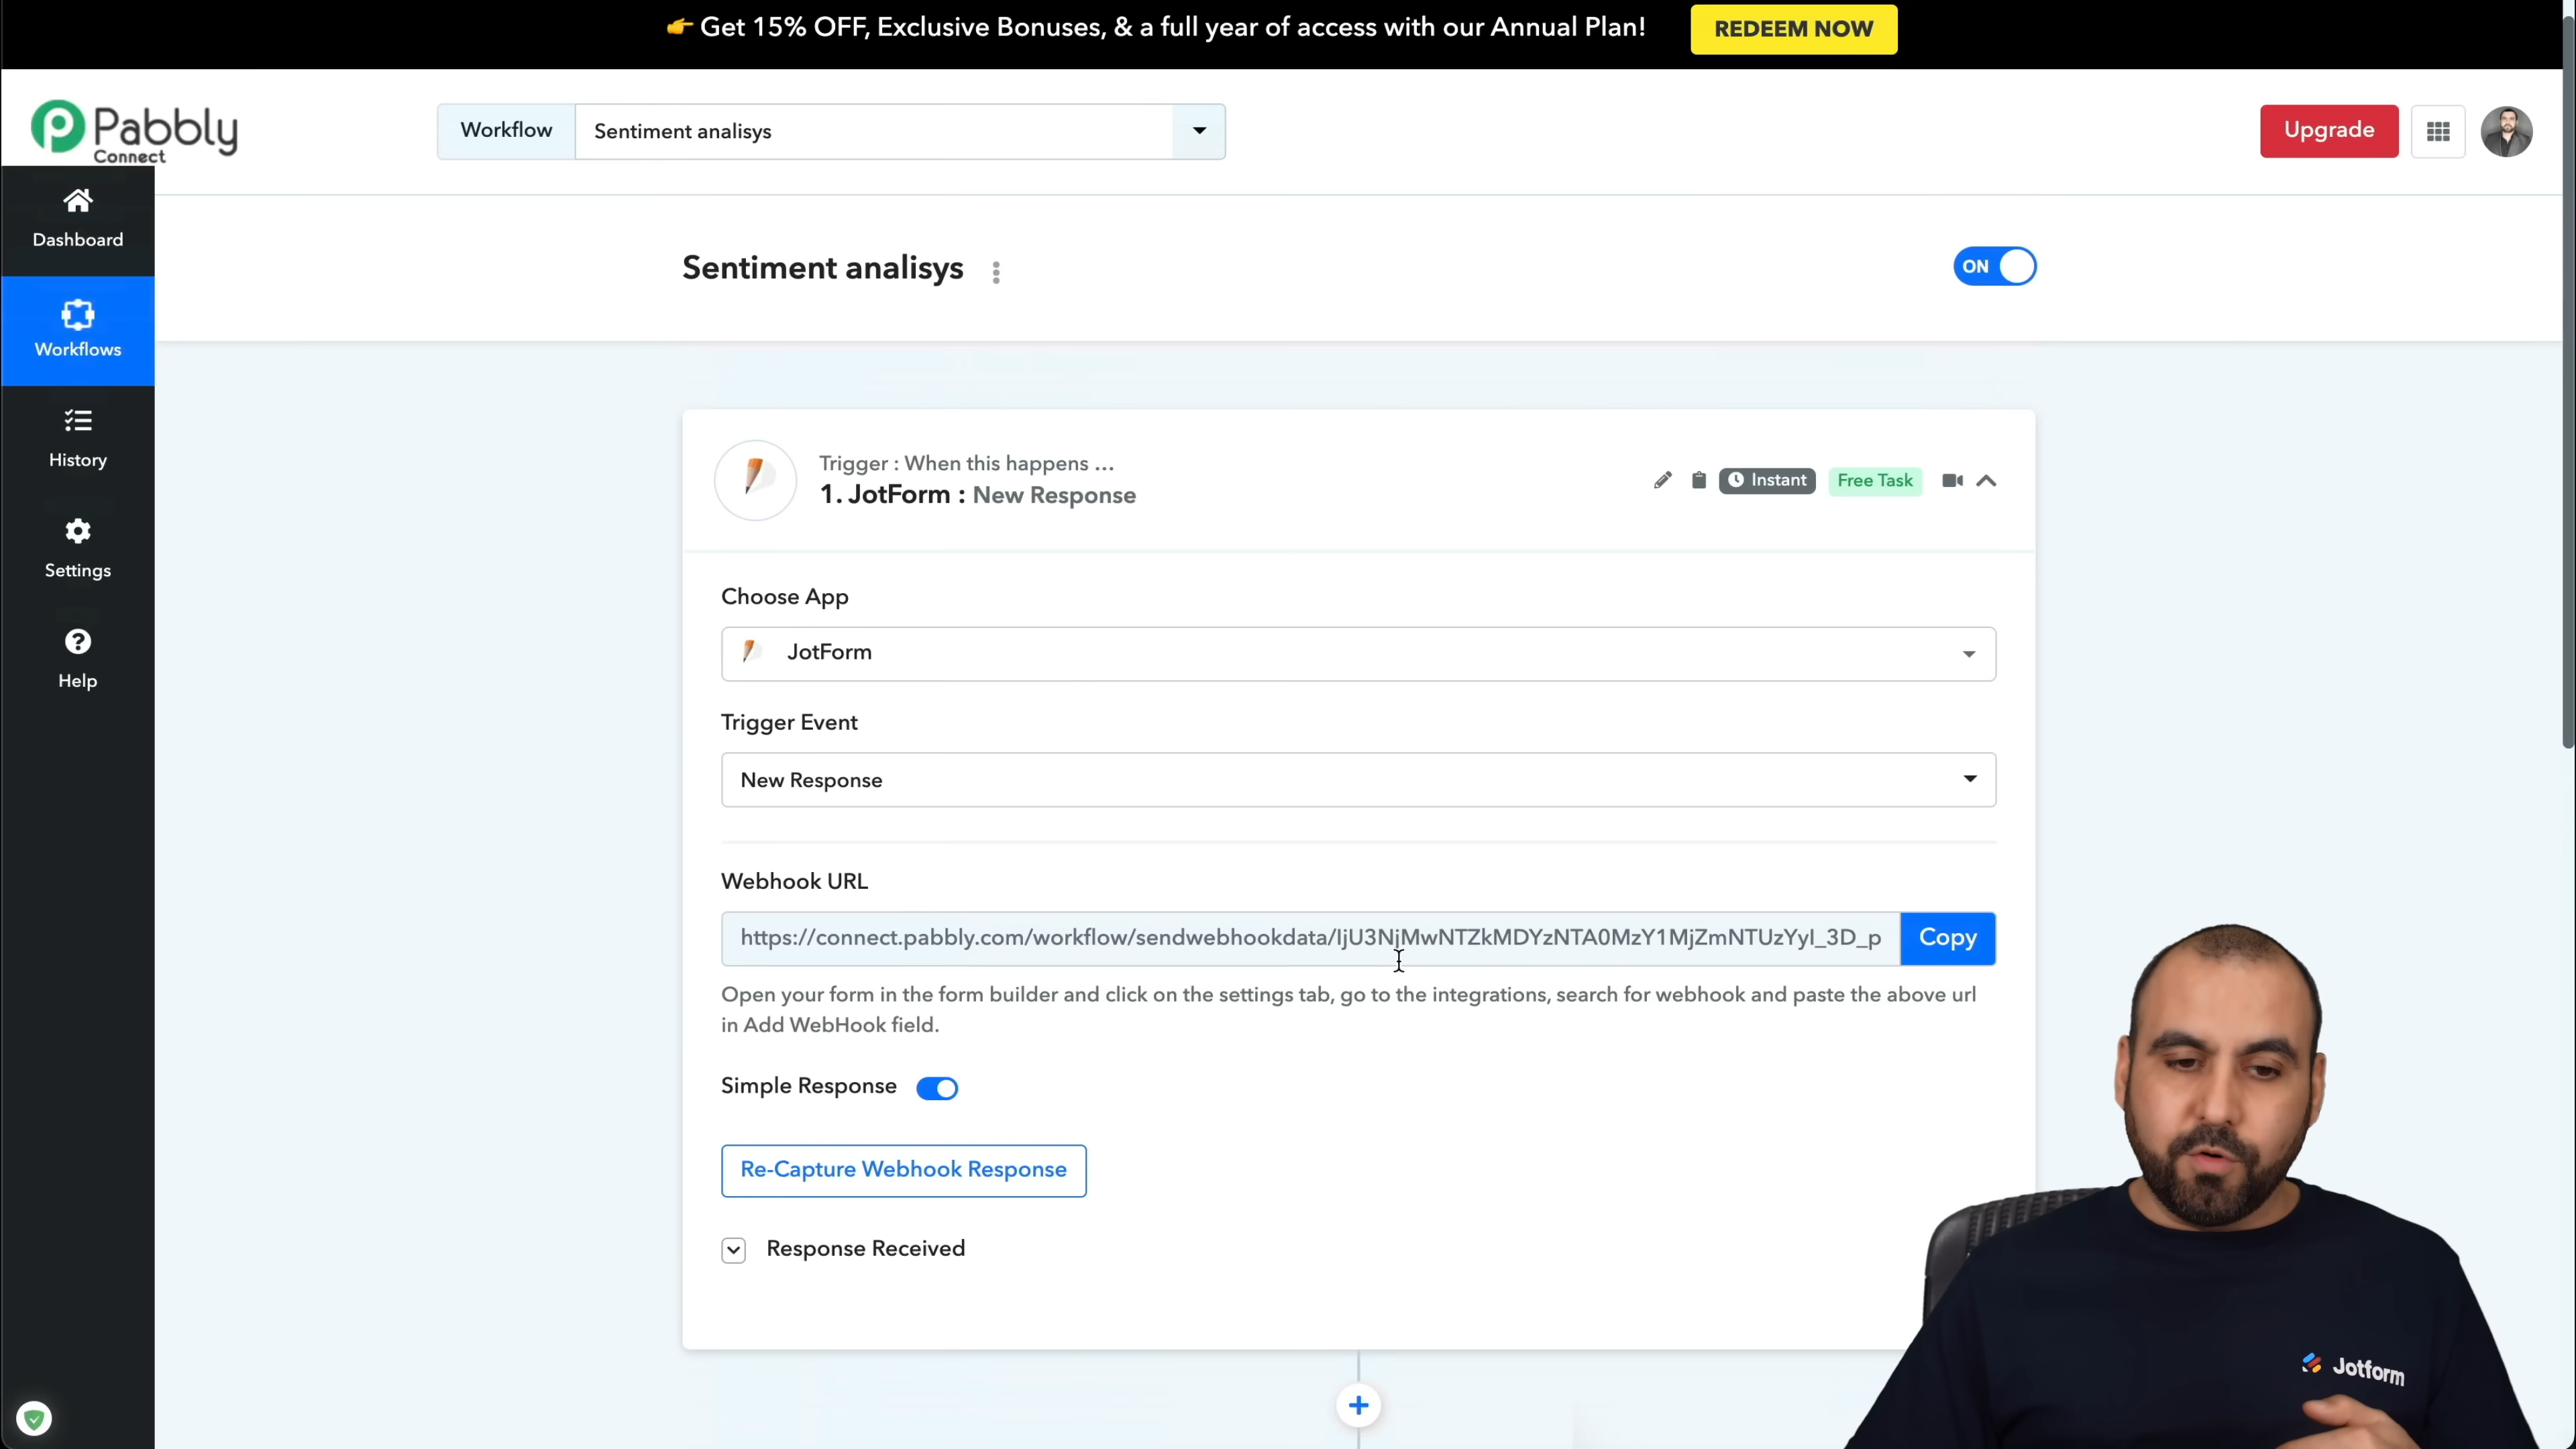 👉 Get 15% OFF, Exclusive Bonuses, & a full year of access with our Annual Plan!
REDEEM NOW
Pabbly
Connect
Workflow
Sentiment analisys
Upgrade
Dashboard
Workflows
History
Settings
Help
Sentiment analisys
ON
Trigger : When this happens ...
1. JotForm : New Response
Instant
Free Task
Choose App
JotForm
Trigger Event
New Response
Webhook URL
https://connect.pabbly.com/workflow/sendwebhookdata/IjU3NjMwNTZkMDYzNTA0MzY1MjZmNTUzYyI_3D_p
Copy
Open your form in the form builder and click on the settings tab, go to the integrations, search for webhook and paste the above url
in Add WebHook field.
Simple Response
Re-Capture Webhook Response
Response Received
Jotform